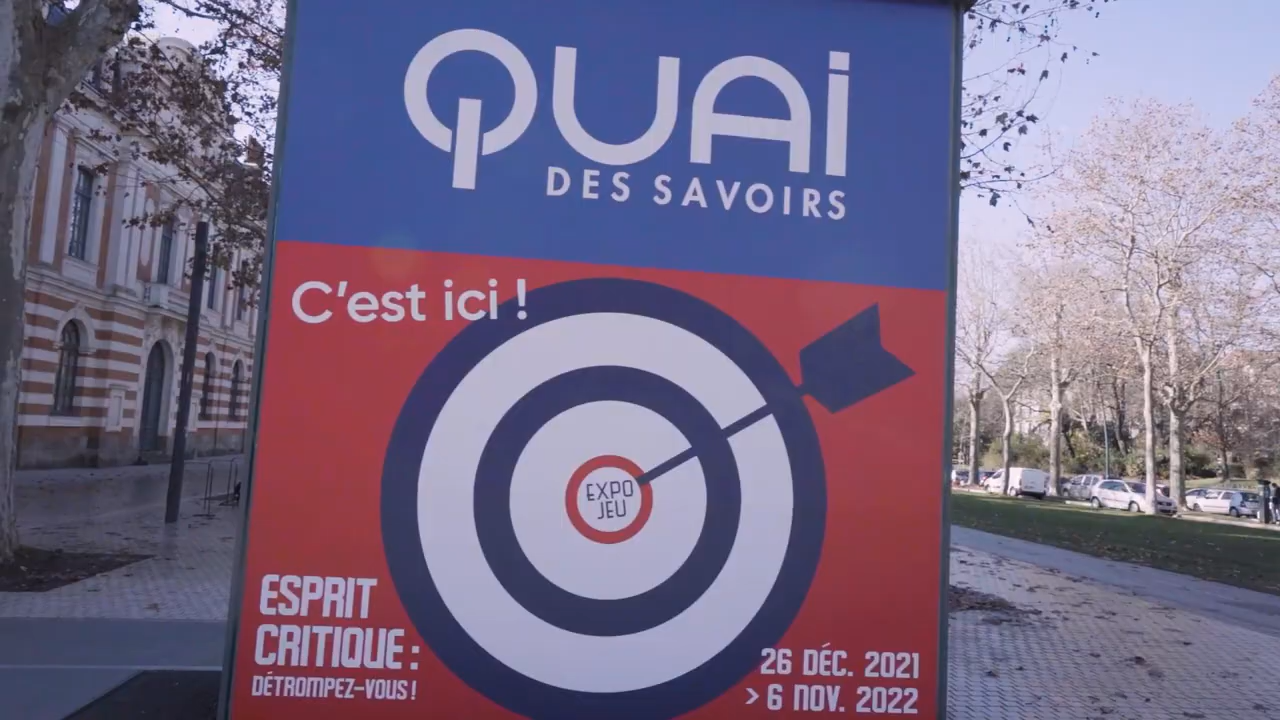 QUAi
DES SAVOIRS
C'est ici !
EXPO
JEU
ESPRIT
CRITIQUE :
DÉTROMPEZ-VOUS !
26 DÉC. 2021
> 6 NOV. 2022